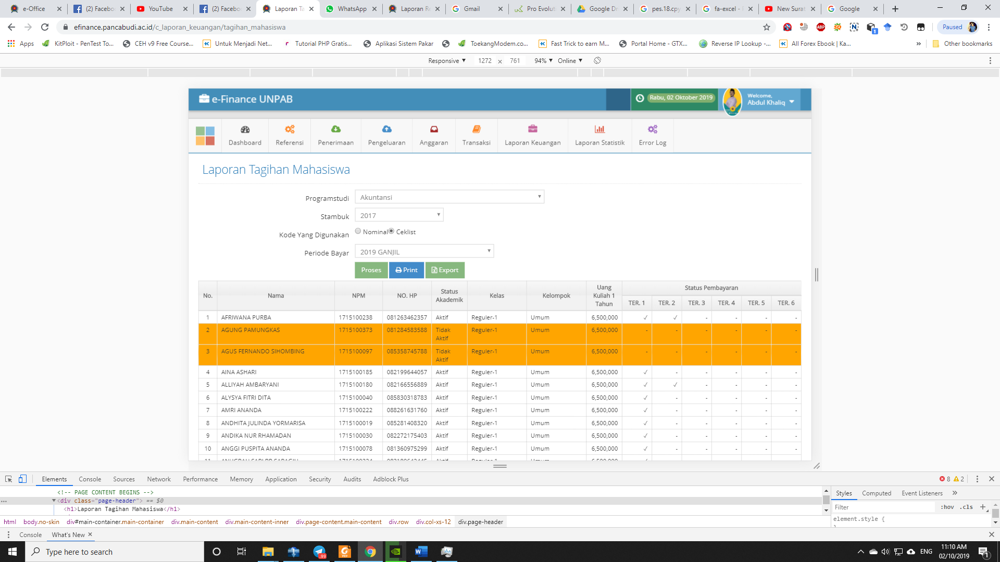 e-Office
(2) Facebo
YouTube
(2) Facebo
Laporan Ta
WhatsApp
Laporan R
Gmail
Pro Evolut
Google Dr
pes.18.cpy
fa-excel -
New Surat
Google
efinance.pancabudi.ac.id/c_laporan_keuangan/tagihan_mahasiswa
ABP
1
Paused
Apps
KitPloit - PenTest To...
CEH v9 Free Course...
Untuk Menjadi Net...
Tutorial PHP Gratis...
Aplikasi Sistem Pakar
ToekangModem.co...
Fast Trick to earn M...
Portal Home - GTX...
Reverse IP Lookup -...
All Forex Ebook | Ka...
»
Other bookmarks
Responsive ▼ 1272 × 761 94% ▼ Online ▼
e-Finance UNPAB
Rabu, 02 Oktober 2019
Welcome,
Abdul Khaliq
Dashboard
Referensi
Penerimaan
Pengeluaran
Anggaran
Transaksi
Laporan Keuangan
Laporan Statistik
Error Log
Laporan Tagihan Mahasiswa
Programstudi Akuntansi
Stambuk 2017
Kode Yang Digunakan Nominal Ceklist
Periode Bayar 2019 GANJIL
Proses Print Export
No. Nama NPM NO. HP Status Akademik Kelas Kelompok Uang Kuliah 1 Tahun Status Pembayaran
TER. 1 TER. 2 TER. 3 TER. 4 TER. 5 TER. 6
1 AFRIWANA PURBA 1715100238 081263462357 Aktif Reguler-1 Umum 6,500,000 ✓ ✓ - - - -
2 AGUNG PAMUNGKAS 1715100373 081284583588 Tidak Aktif Reguler-1 Umum 6,500,000 - - - - - -
3 AGUS FERNANDO SIHOMBING 1715100097 085358745788 Tidak Aktif Reguler-1 Umum 6,500,000 - - - - - -
4 AINA ASHARI 1715100185 082199644057 Aktif Reguler-1 Umum 6,500,000 ✓ - - - - -
5 ALLIYAH AMBARYANI 1715100180 082166556889 Aktif Reguler-1 Umum 6,500,000 ✓ ✓ - - - -
6 ALYSYA FITRI DITA 1715100040 085830318783 Aktif Reguler-1 Umum 6,500,000 ✓ - - - - -
7 AMRI ANANDA 1715100222 088261631760 Aktif Reguler-1 Umum 6,500,000 ✓ - - - - -
8 ANDHITA JULINDA YORMARISA 1715100019 085281408320 Aktif Reguler-1 Umum 6,500,000 ✓ - - - - -
9 ANDIKA NUR RHAMADAN 1715100030 082272175403 Aktif Reguler-1 Umum 6,500,000 ✓ - - - - -
10 ANGGI PUSPITA ANANDA 1715100078 081360975299 Aktif Reguler-1 Umum 6,500,000 ✓ - - - - -
Elements Console Sources Network Performance Memory Application Security Audits Adblock Plus 8 2
<!-- PAGE CONTENT BEGINS -->
... ▼<div class="page-header"> == $0
<h1>Laporan Tagihan Mahasiswa</h1>
Styles Computed Event Listeners »
Filter :hov .cls +
element.style {
html body.no-skin div#main-container.main-container div.main-content div.main-content-inner div.page-content.main-content div.row div.col-xs-12 div.page-header
Console What's New ×
Type here to search
99
PDF
ENG
11:10 AM
02/10/2019
1